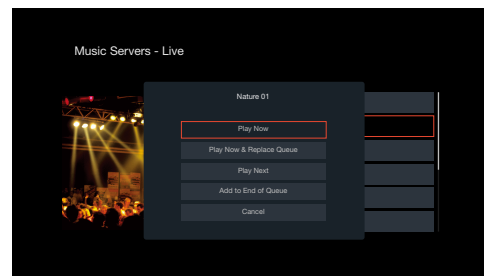 Music Servers - Live
Nature 01
Play Now
Play Now & Replace Queue
Play Next
Add to End of Queue
Cancel